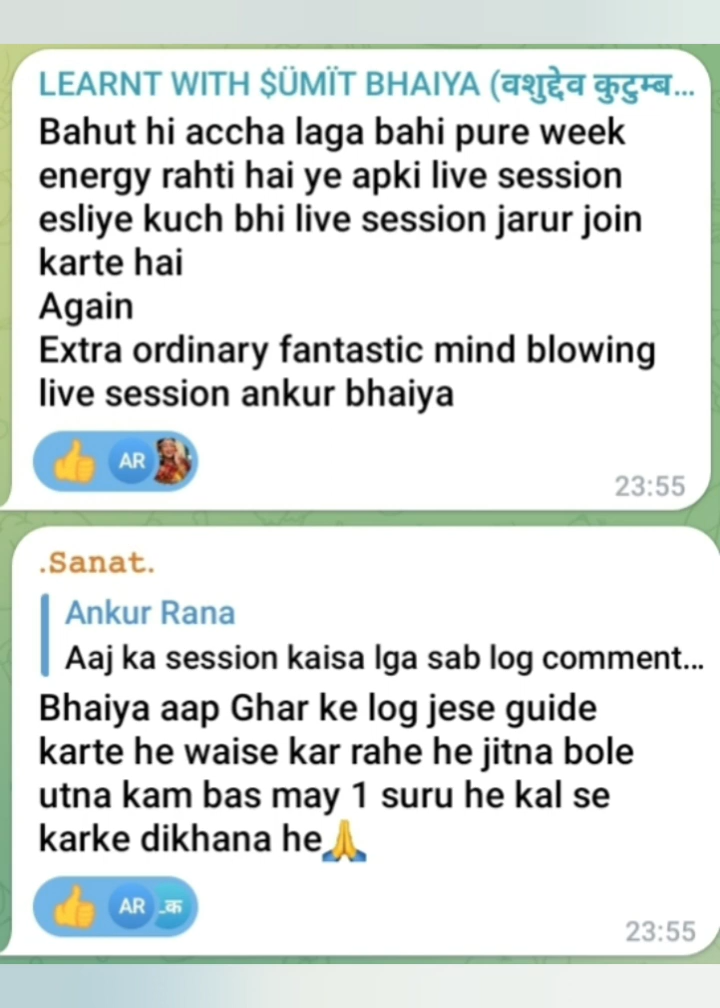 LEARNT WITH $ÜMÏT BHAIYA (वशुद्देव कुटुम्ब...
Bahut hi accha laga bahi pure week
energy rahti hai ye apki live session
esliye kuch bhi live session jarur join
karte hai
Again
Extra ordinary fantastic mind blowing
live session ankur bhaiya
👍 AR
23:55
.Sanat.
Ankur Rana
Aaj ka session kaisa lga sab log comment...
Bhaiya aap Ghar ke log jese guide
karte he waise kar rahe he jitna bole
utna kam bas may 1 suru he kal se
karke dikhana he🙏
👍 AR .क
23:55